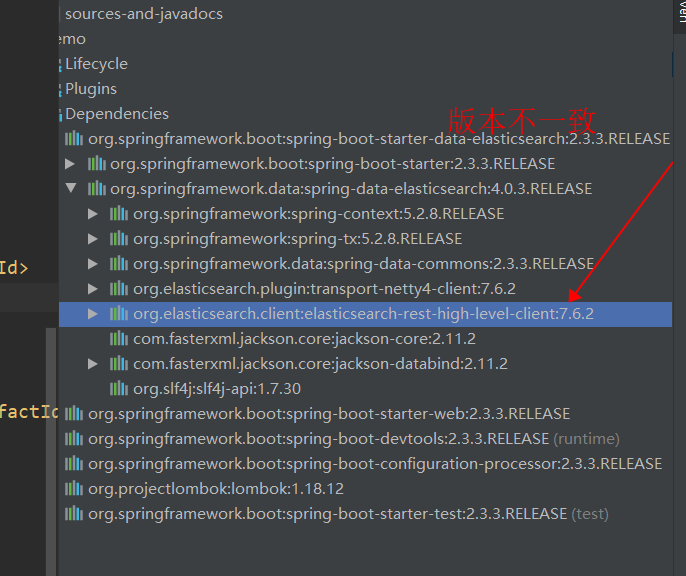 sources-and-javadocs
emo
Lifecycle
Plugins
Dependencies
版本不一致
org.springframework.boot:spring-boot-starter-data-elasticsearch:2.3.3.RELEASE
org.springframework.boot:spring-boot-starter:2.3.3.RELEASE
org.springframework.data:spring-data-elasticsearch:4.0.3.RELEASE
org.springframework:spring-context:5.2.8.RELEASE
org.springframework:spring-tx:5.2.8.RELEASE
org.springframework.data:spring-data-commons:2.3.3.RELEASE
Id>
org.elasticsearch.plugin:transport-netty4-client:7.6.2
org.elasticsearch.client:elasticsearch-rest-high-level-client:7.6.2
com.fasterxml.jackson.core:jackson-core:2.11.2
com.fasterxml.jackson.core:jackson-databind:2.11.2
org.slf4j:slf4j-api:1.7.30
factId
org.springframework.boot:spring-boot-starter-web:2.3.3.RELEASE
org.springframework.boot:spring-boot-devtools:2.3.3.RELEASE (runtime)
org.springframework.boot:spring-boot-configuration-processor:2.3.3.RELEASE
org.projectlombok:lombok:1.18.12
org.springframework.boot:spring-boot-starter-test:2.3.3.RELEASE (test)